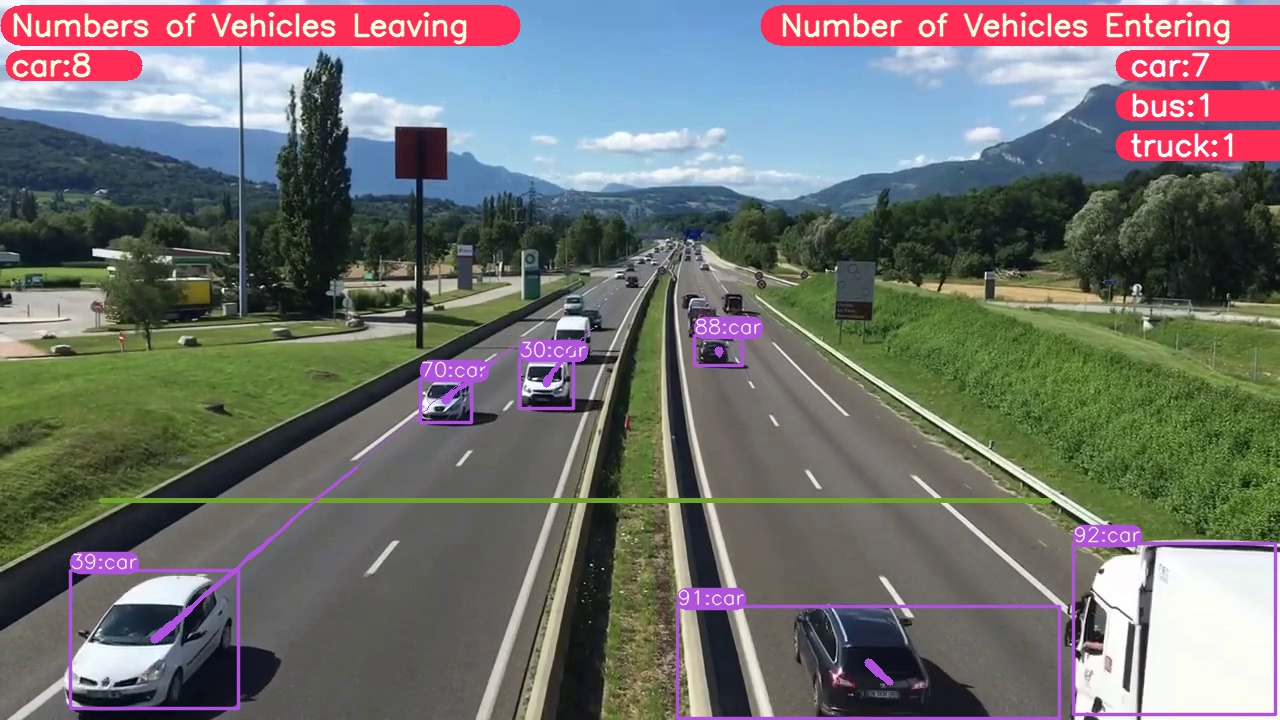 Numbers of Vehicles Leaving
Number of Vehicles Entering
car:8
car:7
bus:1
truck:1
88:car
30:car
70:car
92:car
39:car
91:car